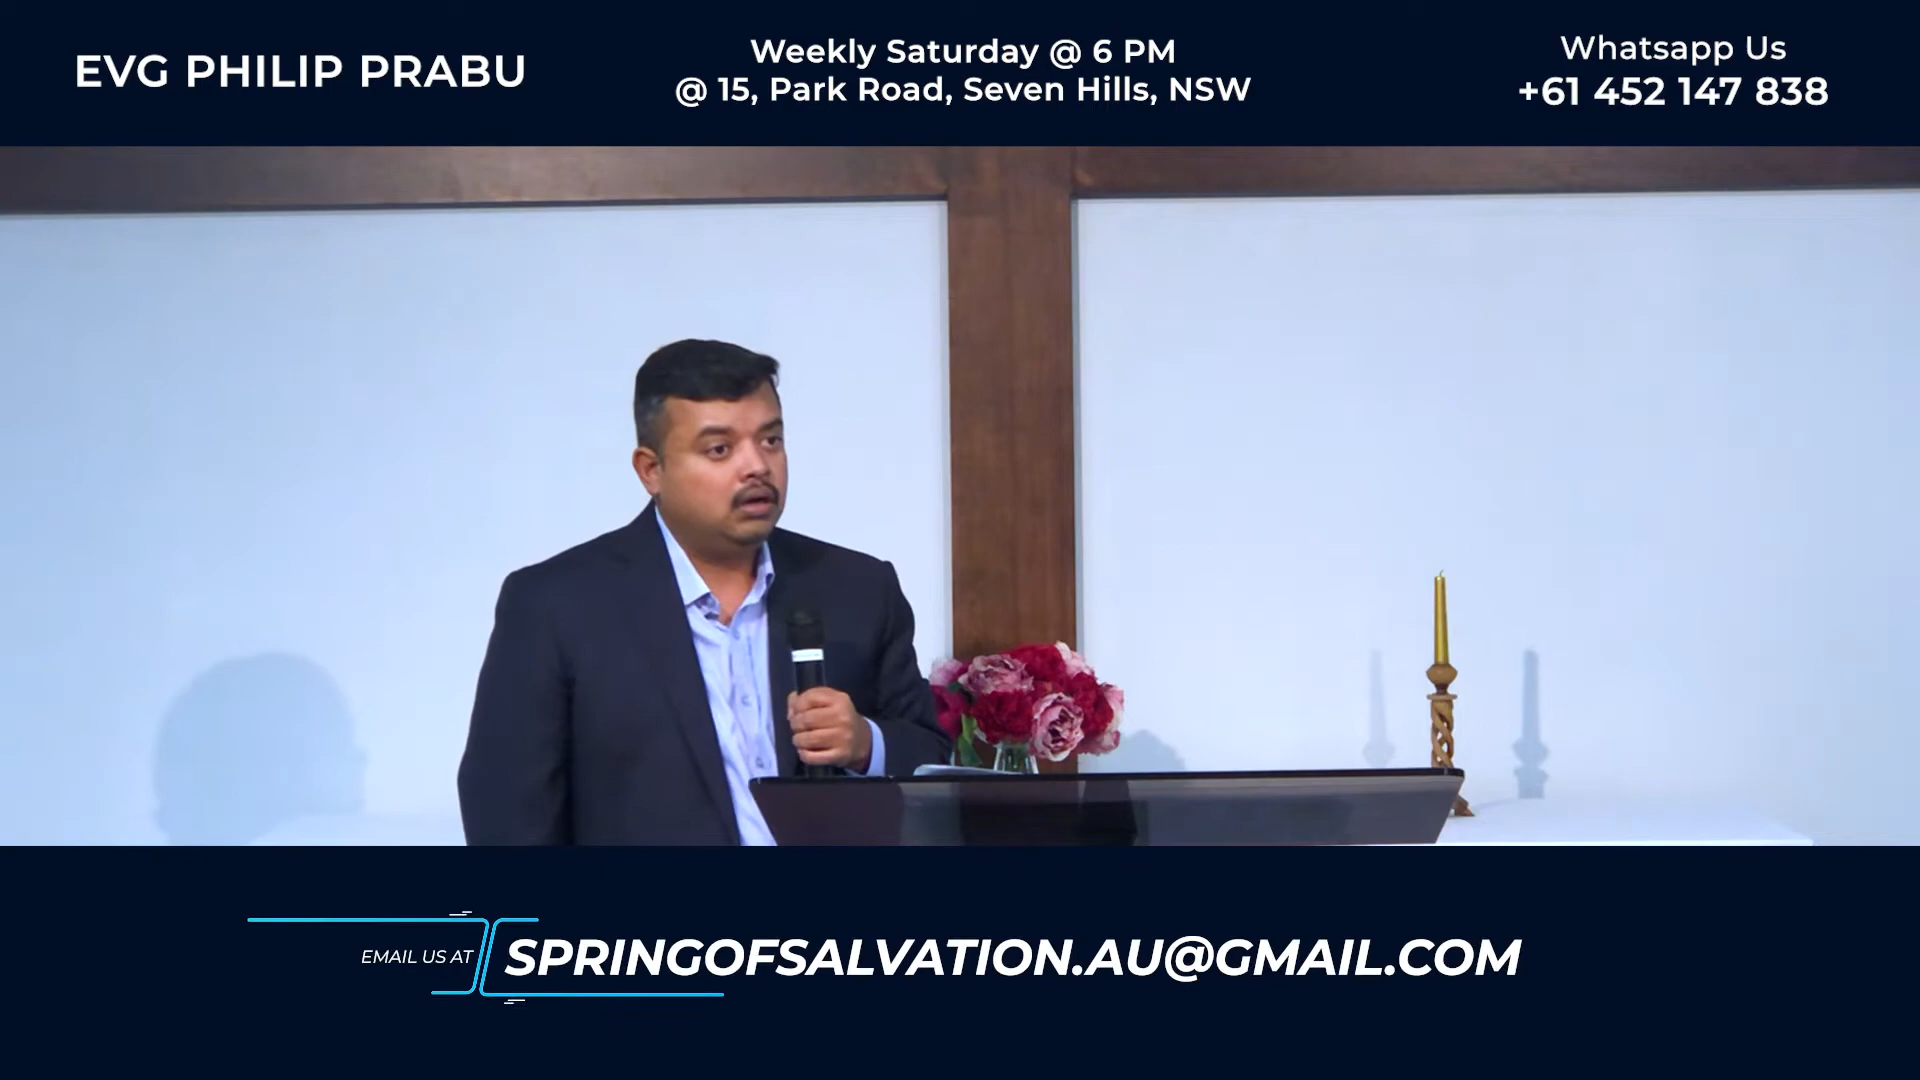 EVG PHILIP PRABU
Weekly Saturday @ 6 PM
@ 15, Park Road, Seven Hills, NSW
Whatsapp Us
+61 452 147 838
EMAIL US AT
SPRINGOFSALVATION.AU@GMAIL.COM